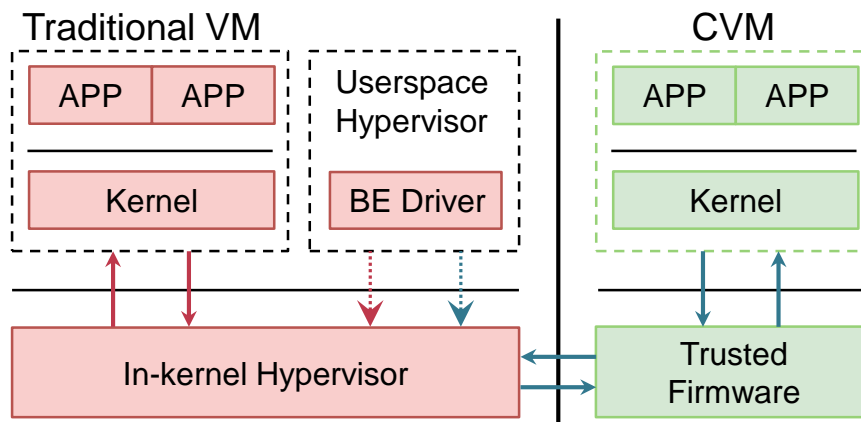 Traditional VM
CVM
APP APP
Userspace
Hypervisor
APP APP
Kernel
BE Driver
Kernel
In-kernel Hypervisor
Trusted
Firmware